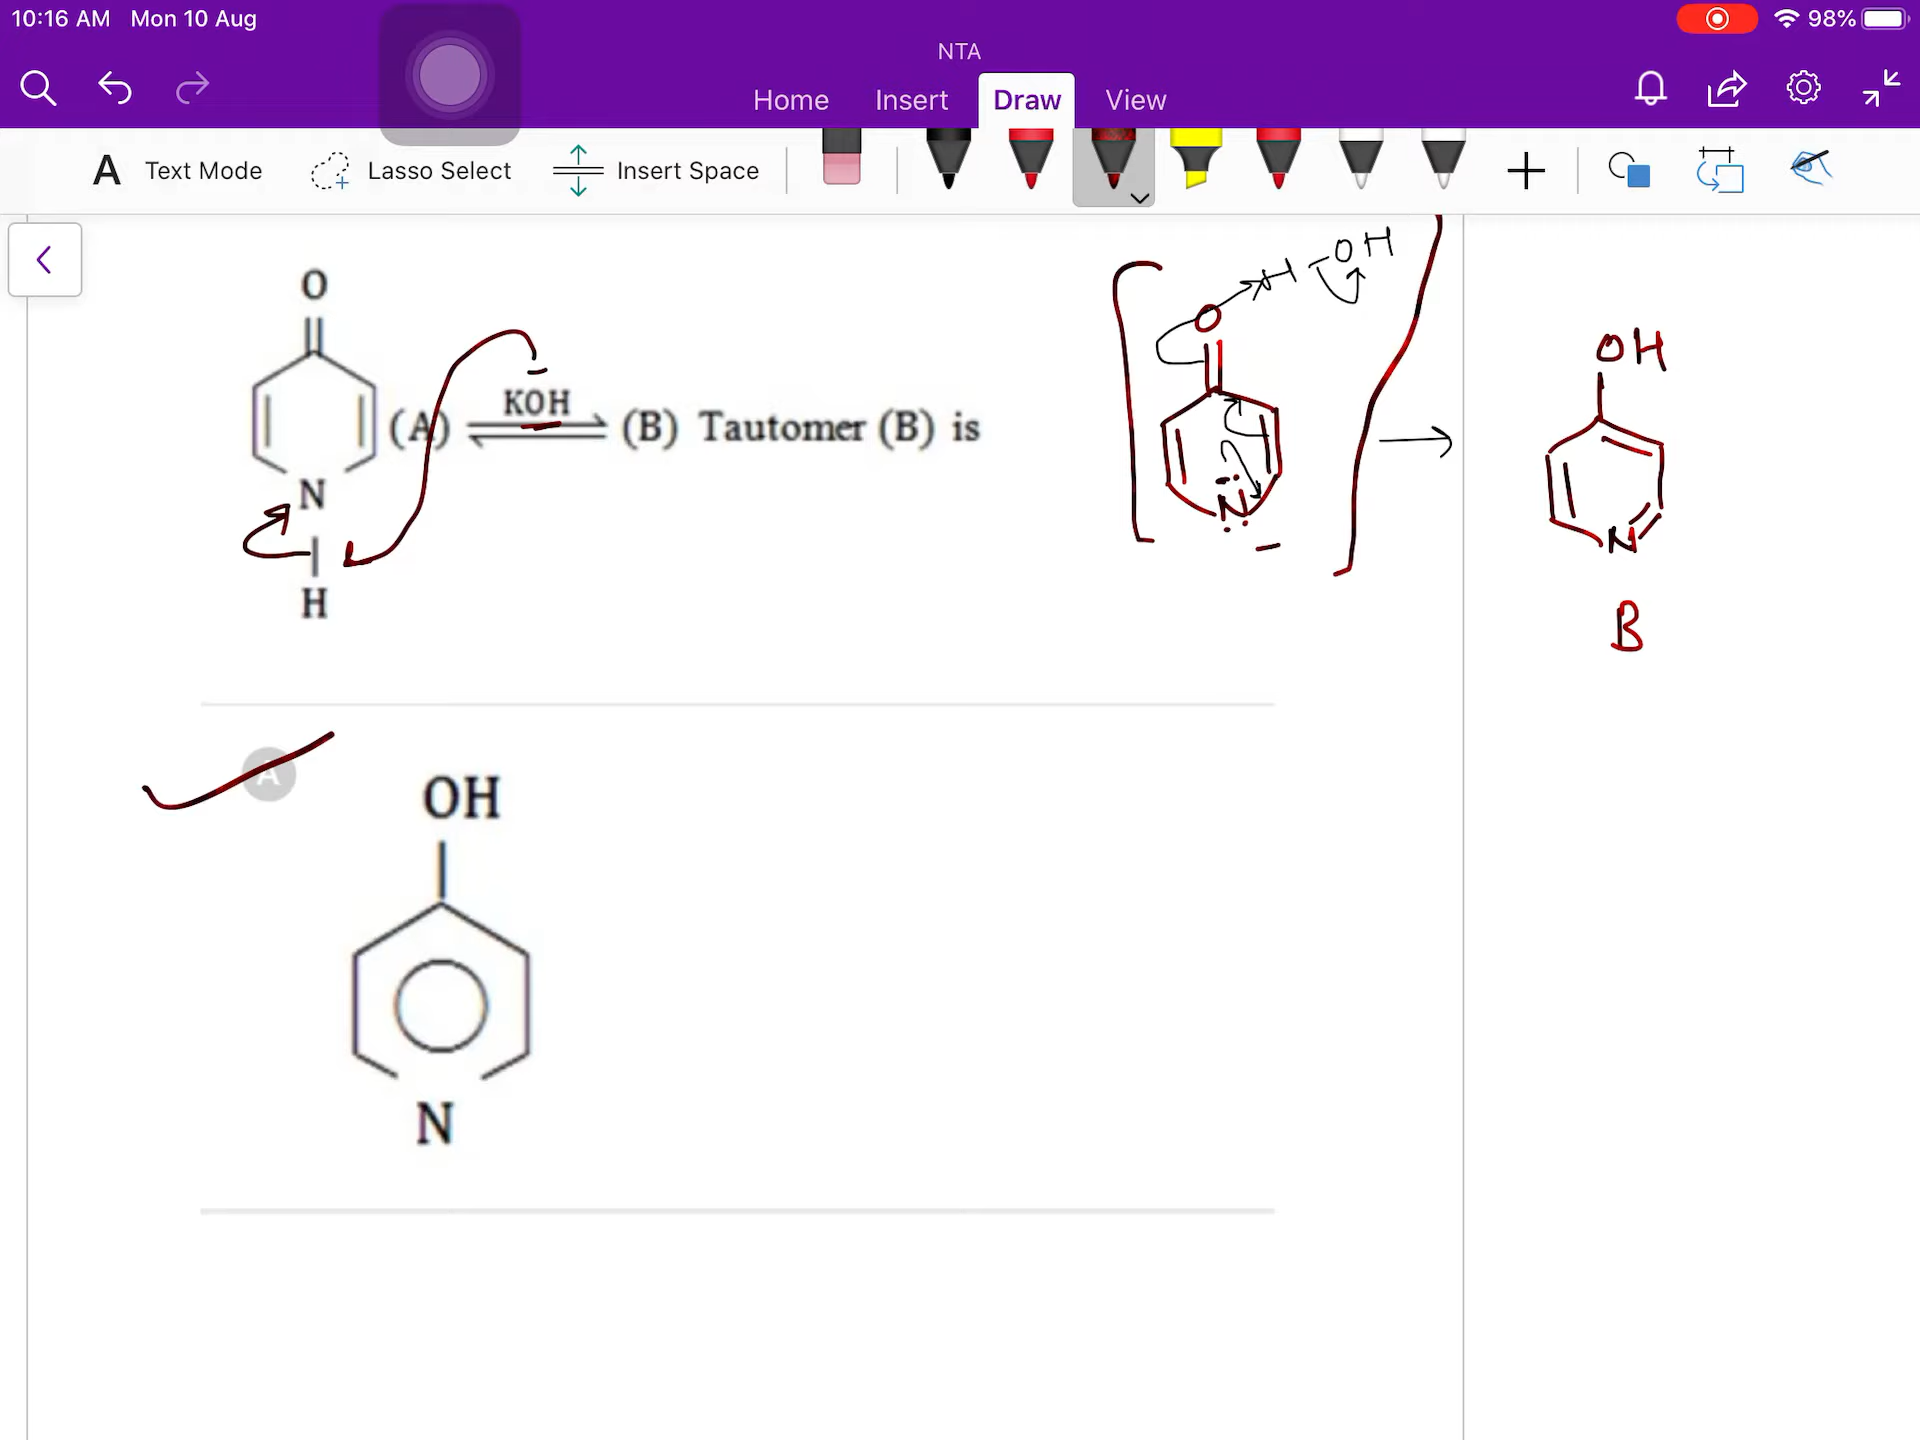 10:16 AM Mon 10 Aug
98%
NTA
Home Insert Draw View
A Text Mode Lasso Select Insert Space
O
N
H
(A) KOH (B) Tautomer (B) is
O H -OH
N
OH
N
B
A
OH
N